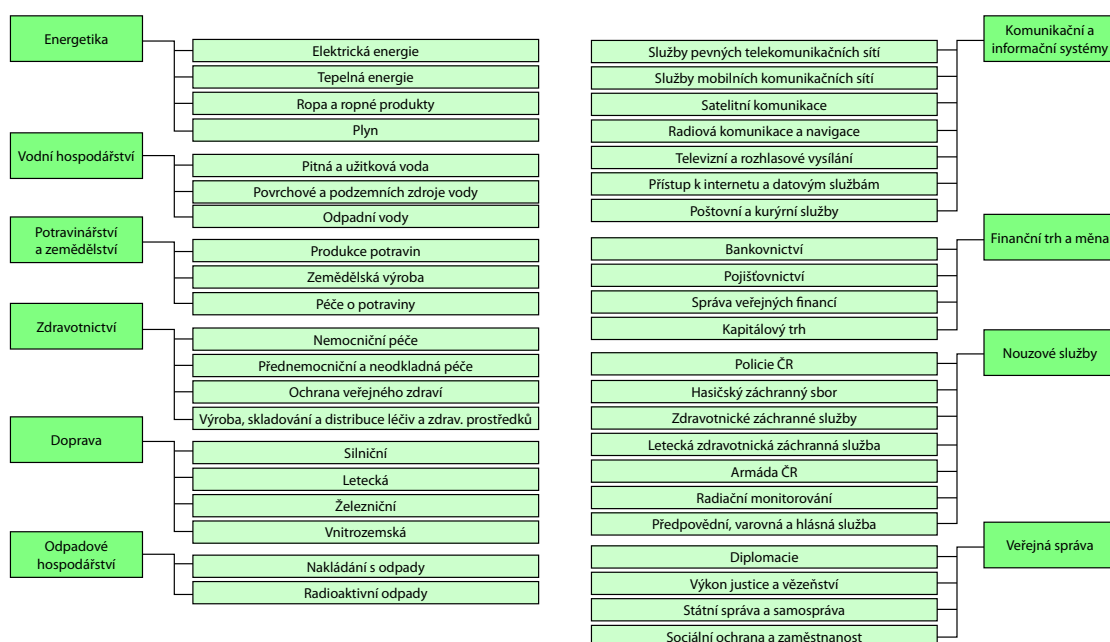 Energetika
Elektrická energie
Tepelná energie
Ropa a ropné produkty
Plyn
Vodní hospodářství
Pitná a užitková voda
Povrchové a podzemních zdroje vody
Odpadní vody
Potravinářství
a zemědělství
Produkce potravin
Zemědělská výroba
Péče o potraviny
Zdravotnictví
Nemocniční péče
Přednemocniční a neodkladná péče
Ochrana veřejného zdraví
Výroba, skladování a distribuce léčiv a zdrav. prostředků
Doprava
Silniční
Letecká
Železniční
Vnitrozemská
Odpadové
hospodářství
Nakládání s odpady
Radioaktivní odpady
Komunikační a
informační systémy
Služby pevných telekomunikačních sítí
Služby mobilních komunikačních sítí
Satelitní komunikace
Radiová komunikace a navigace
Televizní a rozhlasové vysílání
Přístup k internetu a datovým službám
Poštovní a kurýrní služby
Finanční trh a měna
Bankovnictví
Pojišťovnictví
Správa veřejných financí
Kapitálový trh
Nouzové služby
Policie ČR
Hasičský záchranný sbor
Zdravotnické záchranné služby
Letecká zdravotnická záchranná služba
Armáda ČR
Radiační monitorování
Předpovědní, varovná a hlásná služba
Veřejná správa
Diplomacie
Výkon justice a vězeňství
Státní správa a samospráva
Sociální ochrana a zaměstnanost